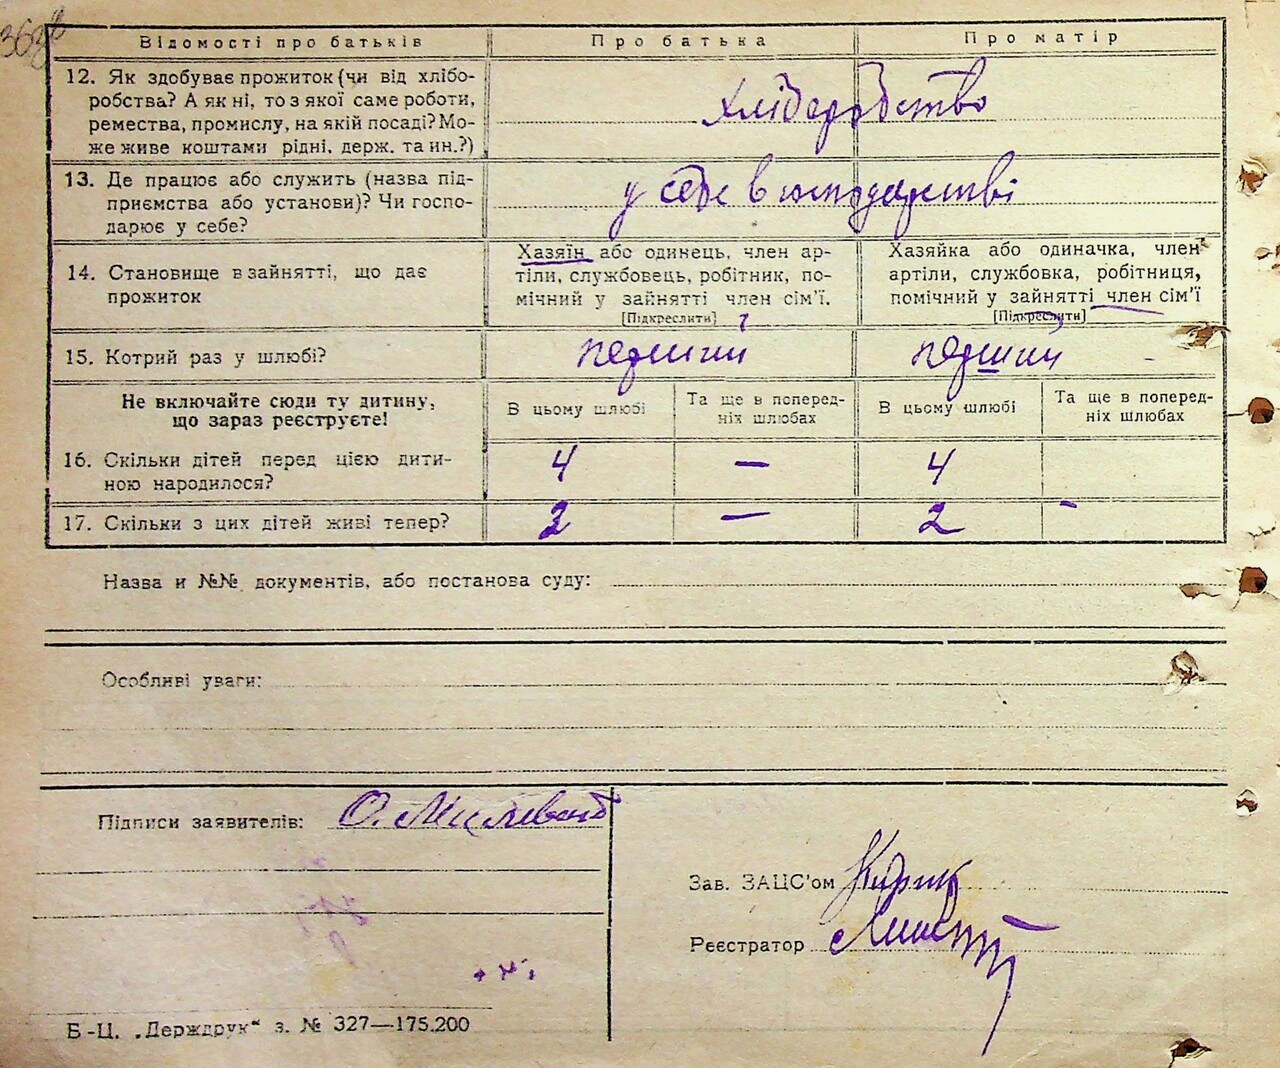 Відомості про батьків
Про батька
Про матір
12. Як здобуває прожиток (чи від хлібо-
робства? А як ні, то з якої саме роботи,
ремества, промислу, на якій посаді? Мо-
же живе коштами рідні, держ. та ин.?)
хліборобство
13. Де працює або служить (назва під-
приємства або установи)? Чи госпо-
дарює у себе?
у себе в господарстві
14. Становище в зайнятті, що дає
прожиток
Хазяїн або одинець, член ар-
тіли, службовець, робітник, по-
мічний у зайнятті член сім'ї.
[Підкреслити]
Хазяйка або одиначка, член
артіли, службовка, робітниця,
помічний у зайнятті член сім'ї
[Підкреслити]
15. Котрий раз у шлюбі?
перший
перший
Не включайте сюди ту дитину,
що зараз реєструєте!
В цьому шлюбі
Та ще в поперед-
ніх шлюбах
В цьому шлюбі
Та ще в поперед-
ніх шлюбах
16. Скільки дітей перед цією дити-
ною народилося?
4
—
4
17. Скільки з цих дітей живі тепер?
2
—
2
-
Назва и №№ документів, або постанова суду:
Особливі уваги:
Підписи заявителів: О.
Зав. ЗАЦС'ом
Реєстратор
Б-Ц. „Держдрук“ з. № 327—175.200